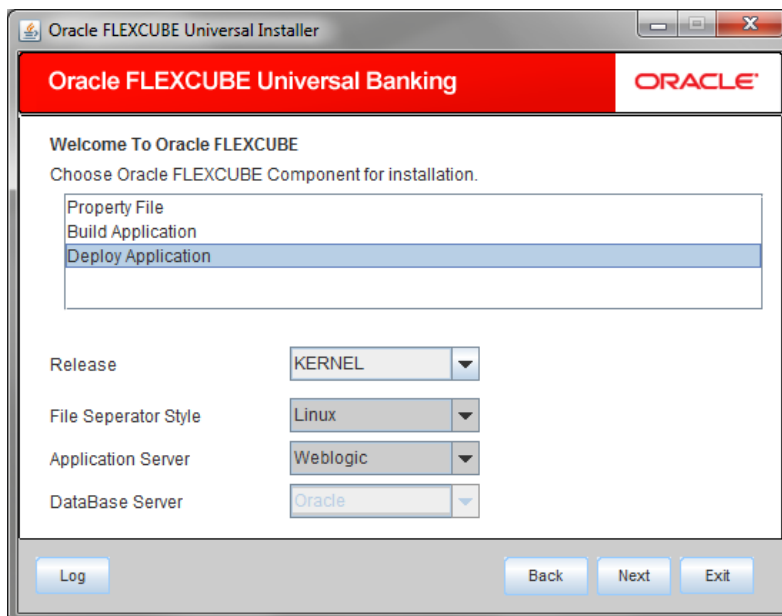 Oracle FLEXCUBE Universal Installer
Oracle FLEXCUBE Universal Banking
ORACLE
Welcome To Oracle FLEXCUBE
Choose Oracle FLEXCUBE Component for installation.
Property File
Build Application
Deploy Application
Release KERNEL
File Seperator Style Linux
Application Server Weblogic
DataBase Server Oracle
Log Back Next Exit